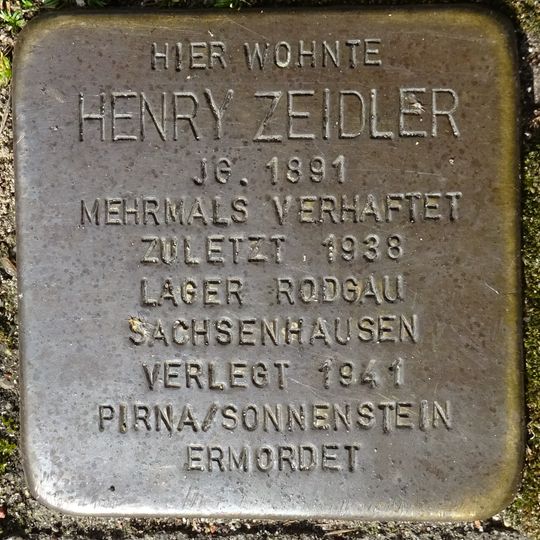 HIER WOHNTE
HENRY ZEIDLER
JG. 1891
MEHRMALS VERHAFTET
ZULETZT 1938
LAGER RODGAU
SACHSENHAUSEN
VERLEGT 1941
PIRNA/SONNENSTEIN
ERMORDET